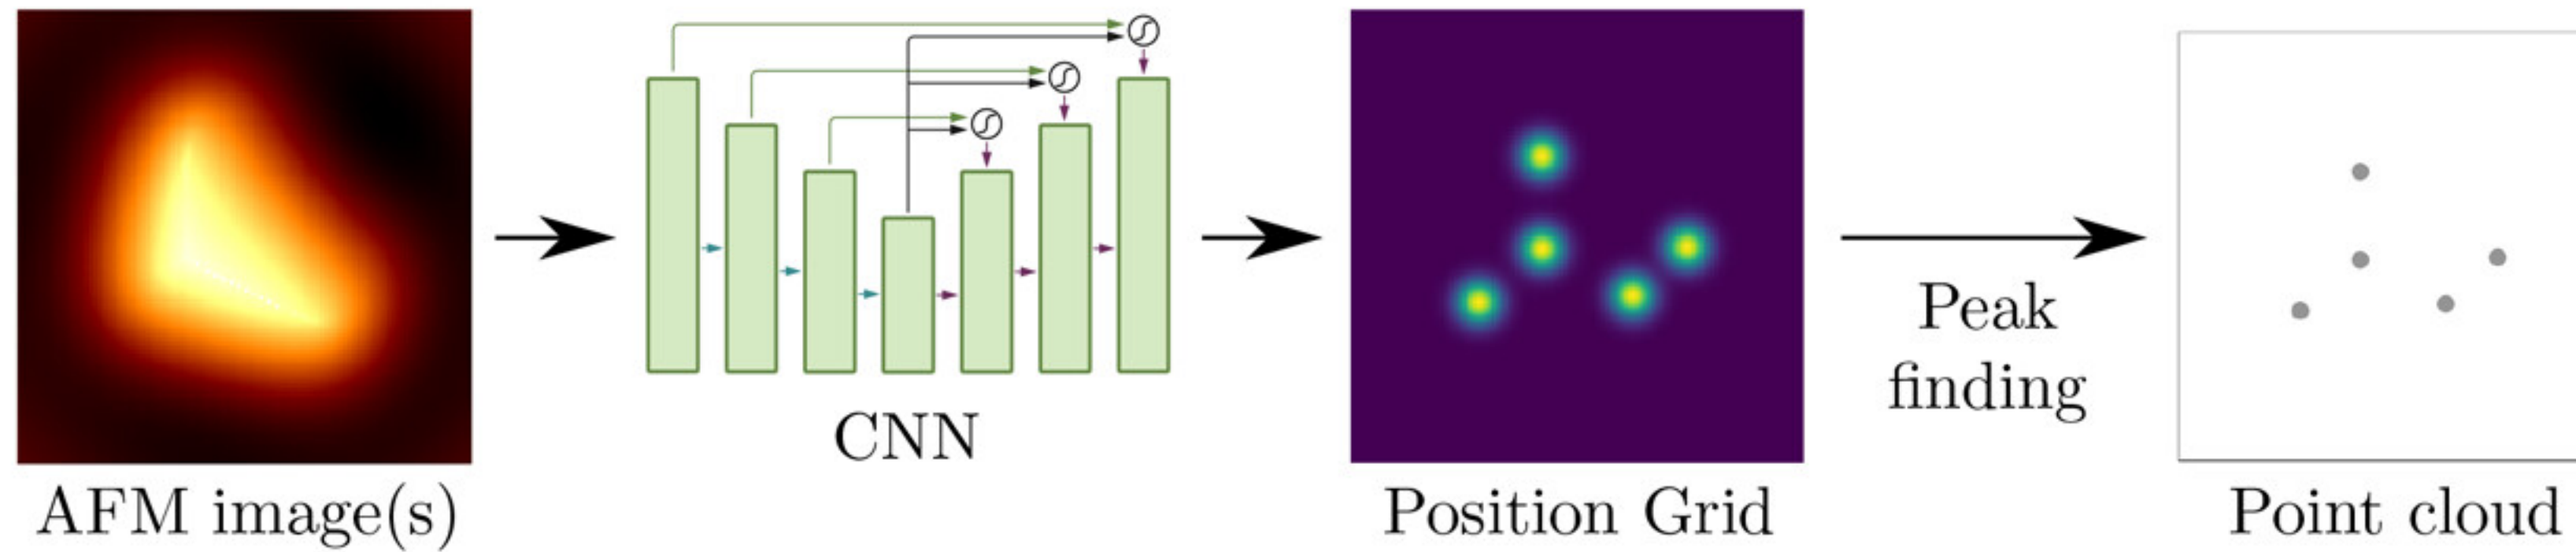 AFM image(s)
CNN
Position Grid
Peak
finding
Point cloud